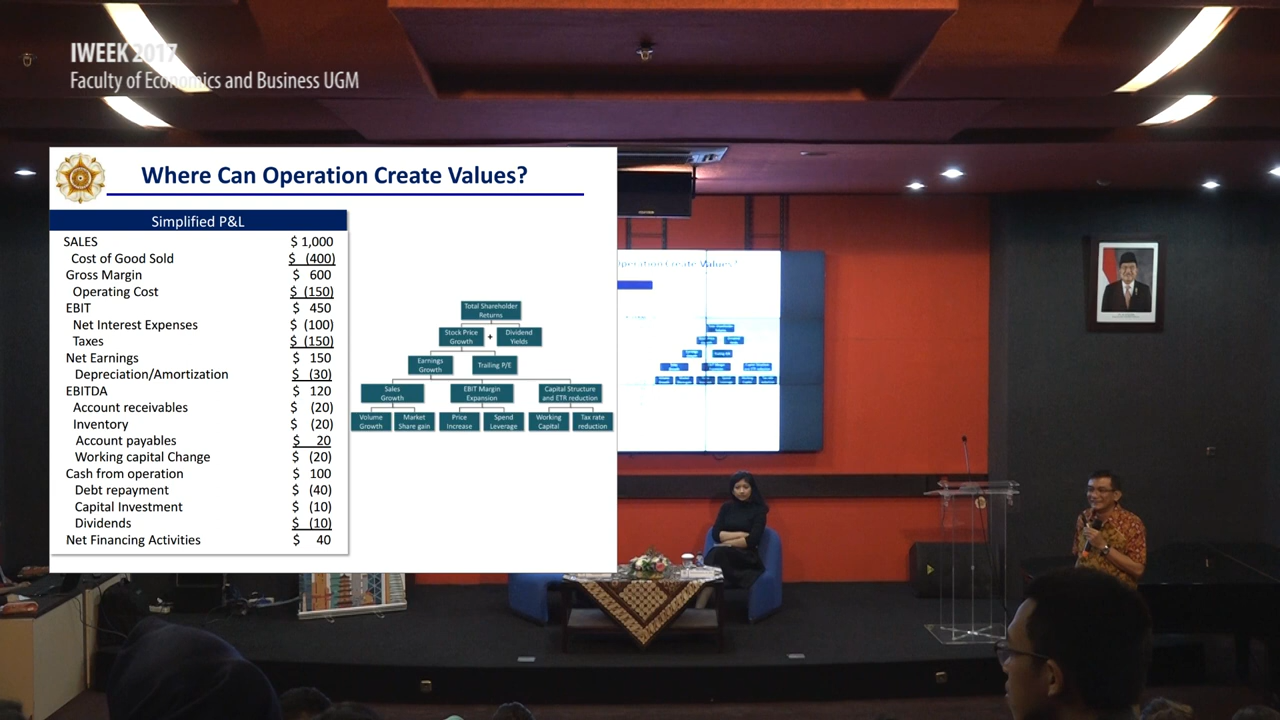 IWEEK 2017
Faculty of Economics and Business UGM
Where Can Operation Create Values?
Simplified P&L
SALES $ 1,000
Cost of Good Sold $ (400)
Gross Margin $ 600
Operating Cost $ (150)
EBIT $ 450
Net Interest Expenses $ (100)
Taxes $ (150)
Net Earnings $ 150
Depreciation/Amortization $ (30)
EBITDA $ 120
Account receivables $ (20)
Inventory $ (20)
Account payables $ 20
Working capital Change $ (20)
Cash from operation $ 100
Debt repayment $ (40)
Capital Investment $ (10)
Dividends $ (10)
Net Financing Activities $ 40
Total Shareholder
Returns
Stock Price
Growth
+
Dividend
Yields
Earnings
Growth
Trailing P/E
Sales
Growth
EBIT Margin
Expansion
Capital Structure
and ETR reduction
Volume
Growth
Market
Share gain
Price
Increase
Spend
Leverage
Working
Capital
Tax rate
reduction
Operation Create Values?